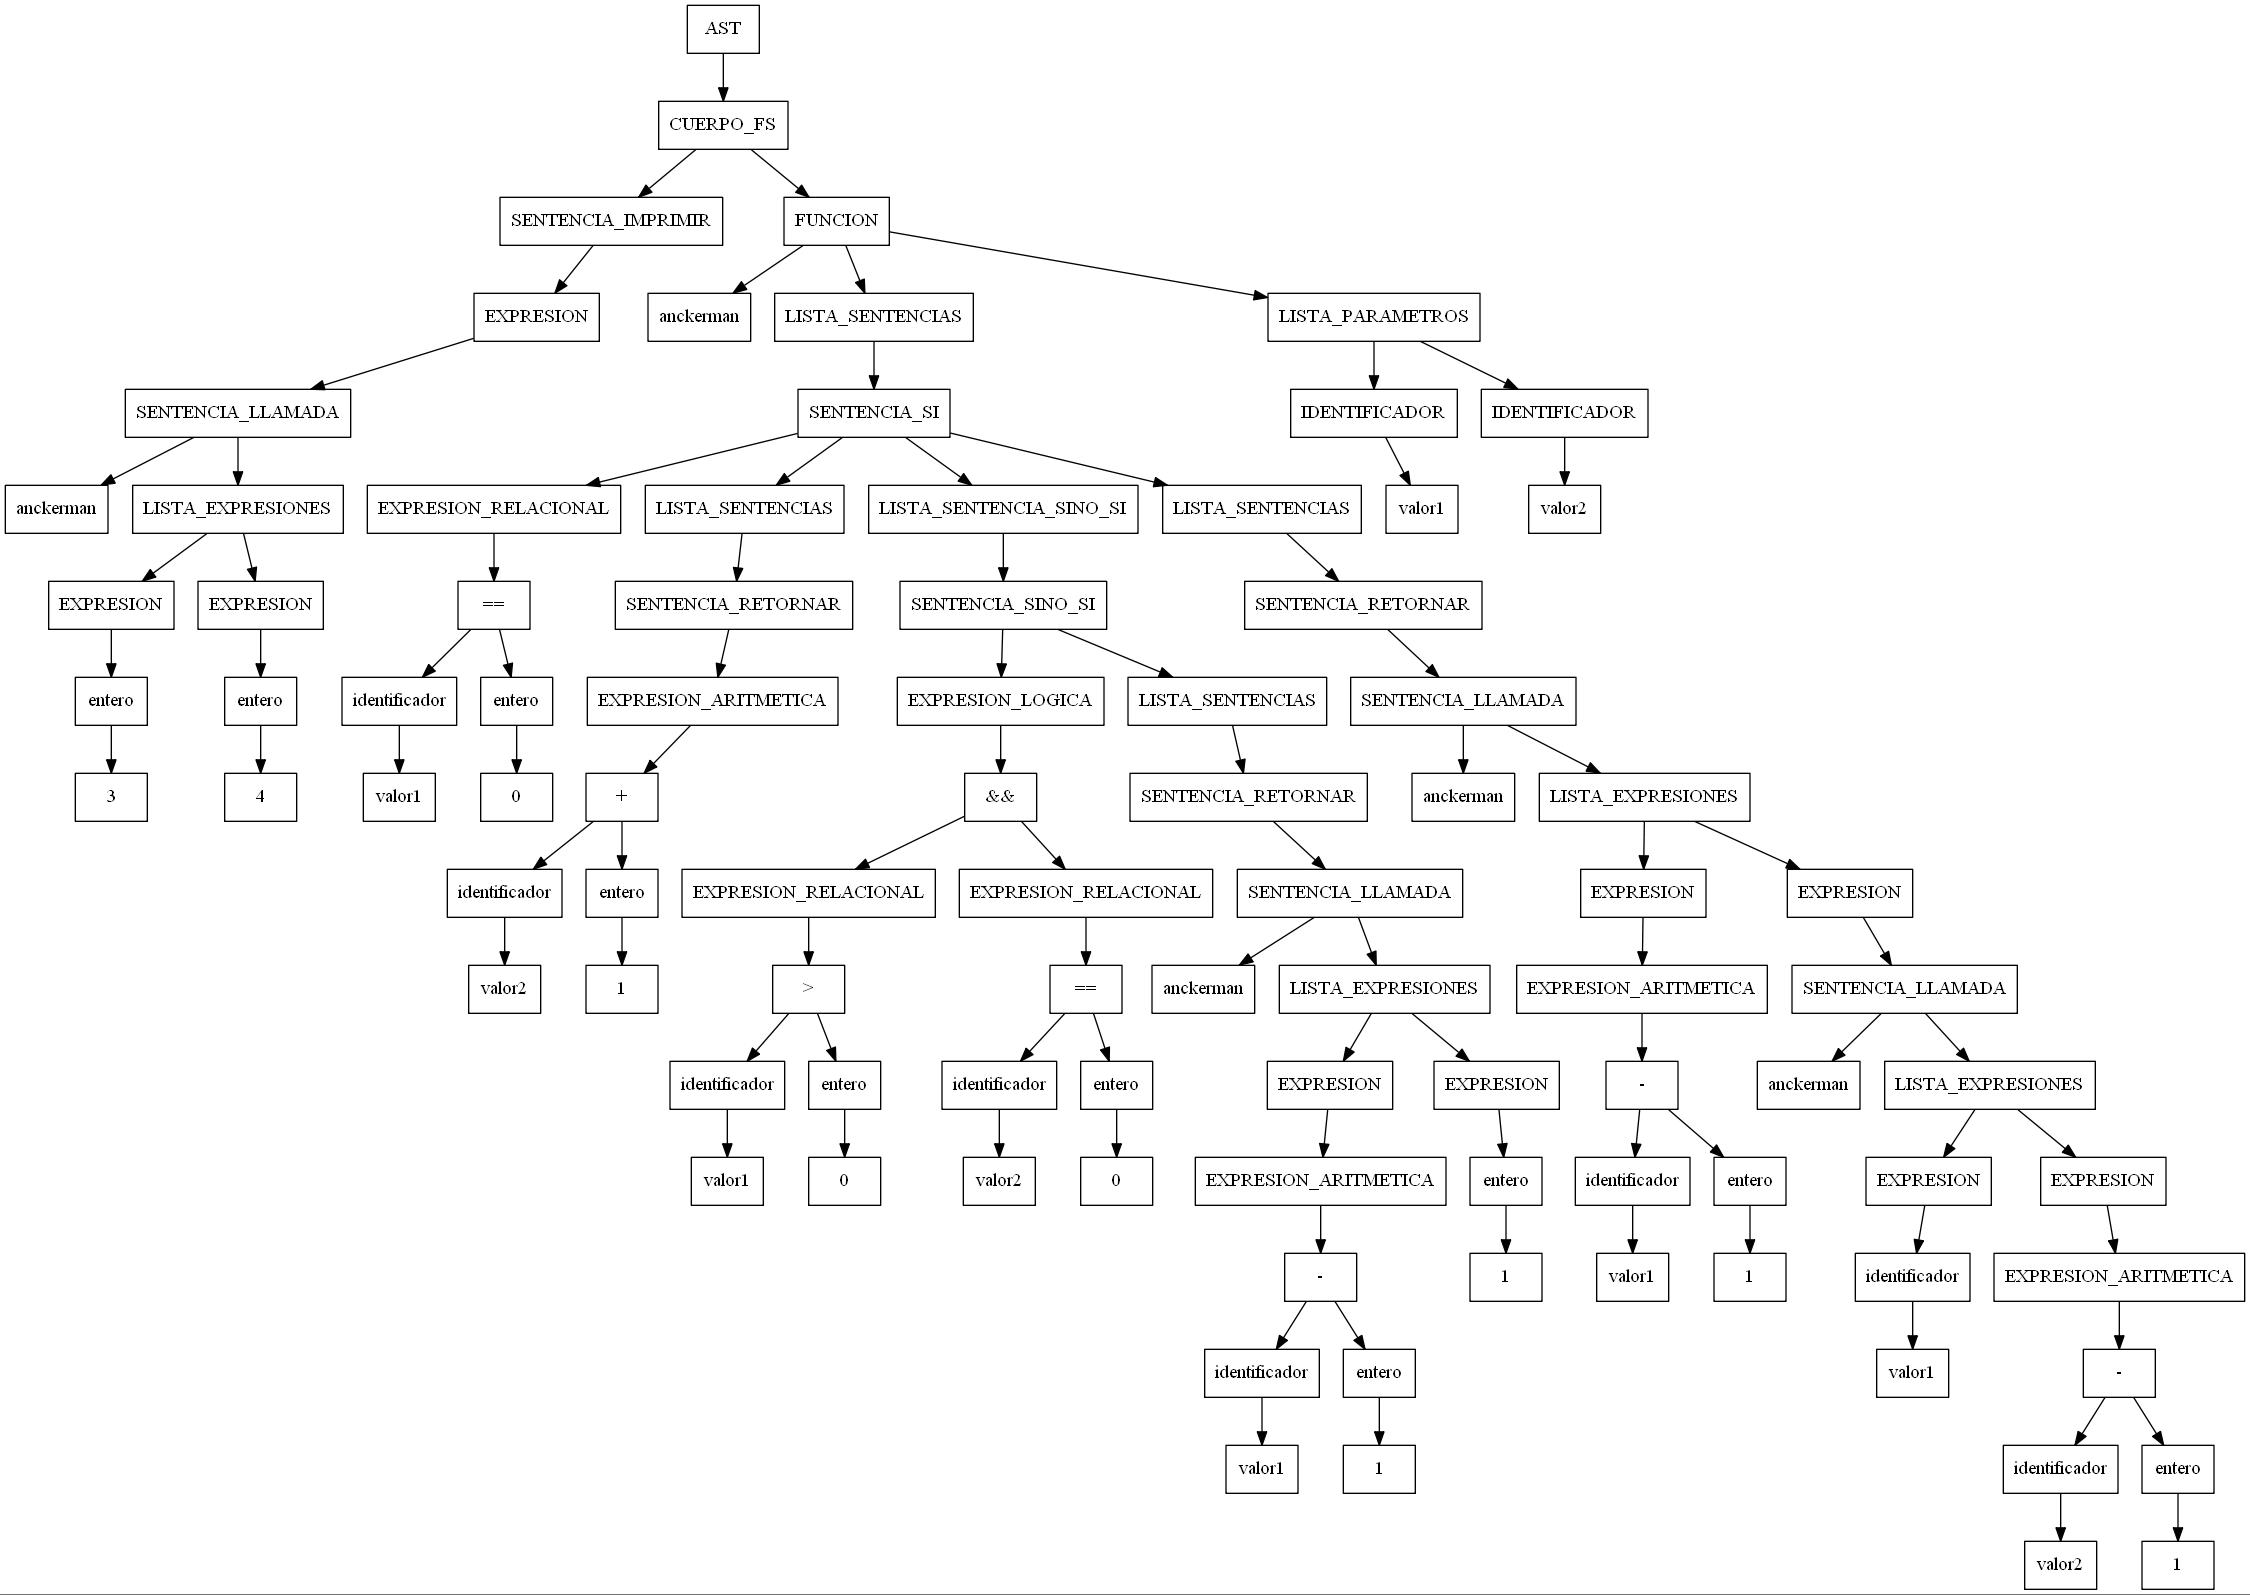 AST
CUERPO_FS
SENTENCIA_IMPRIMIR FUNCION
EXPRESION anckerman LISTA_SENTENCIAS LISTA_PARAMETROS
SENTENCIA_LLAMADA SENTENCIA_SI IDENTIFICADOR IDENTIFICADOR
anckerman LISTA_EXPRESIONES EXPRESION_RELACIONAL LISTA_SENTENCIAS LISTA_SENTENCIA_SINO_SI LISTA_SENTENCIAS valor1 valor2
EXPRESION EXPRESION == SENTENCIA_RETORNAR SENTENCIA_SINO_SI SENTENCIA_RETORNAR
entero entero identificador entero EXPRESION_ARITMETICA EXPRESION_LOGICA LISTA_SENTENCIAS SENTENCIA_LLAMADA
3 4 valor1 0 + && SENTENCIA_RETORNAR anckerman LISTA_EXPRESIONES
identificador entero EXPRESION_RELACIONAL EXPRESION_RELACIONAL SENTENCIA_LLAMADA EXPRESION EXPRESION
valor2 1 > == anckerman LISTA_EXPRESIONES EXPRESION_ARITMETICA SENTENCIA_LLAMADA
identificador entero identificador entero EXPRESION EXPRESION - anckerman LISTA_EXPRESIONES
valor1 0 valor2 0 EXPRESION_ARITMETICA entero identificador entero EXPRESION EXPRESION
- 1 valor1 1 identificador EXPRESION_ARITMETICA
identificador entero valor1 -
valor1 1 identificador entero
valor2 1